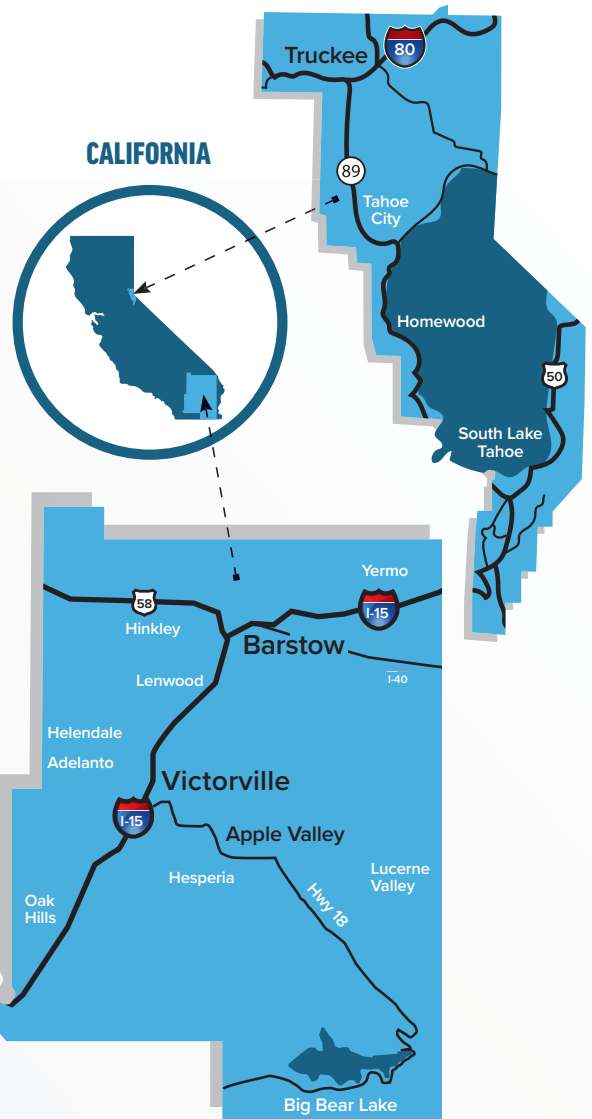 Truckee
80
CALIFORNIA
89
Tahoe
City
Homewood
50
South Lake
Tahoe
Yermo
58
I-15
Hinkley
Barstow
Lenwood
I-40
Helendale
Adelanto
Victorville
I-15
Apple Valley
Hesperia
Lucerne
Valley
Oak
Hills
Hwy 18
Big Bear Lake